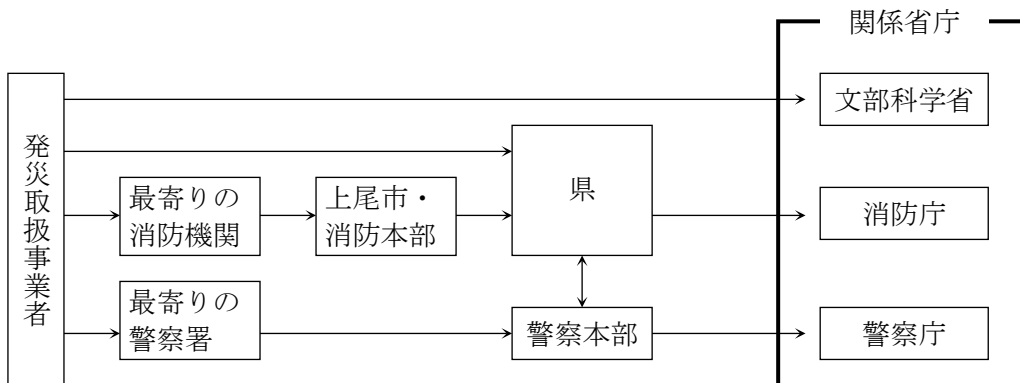 関係省庁
発災取扱事業者
文部科学省
最寄りの
消防機関
上尾市・
消防本部
県
消防庁
最寄りの
警察署
警察本部
警察庁